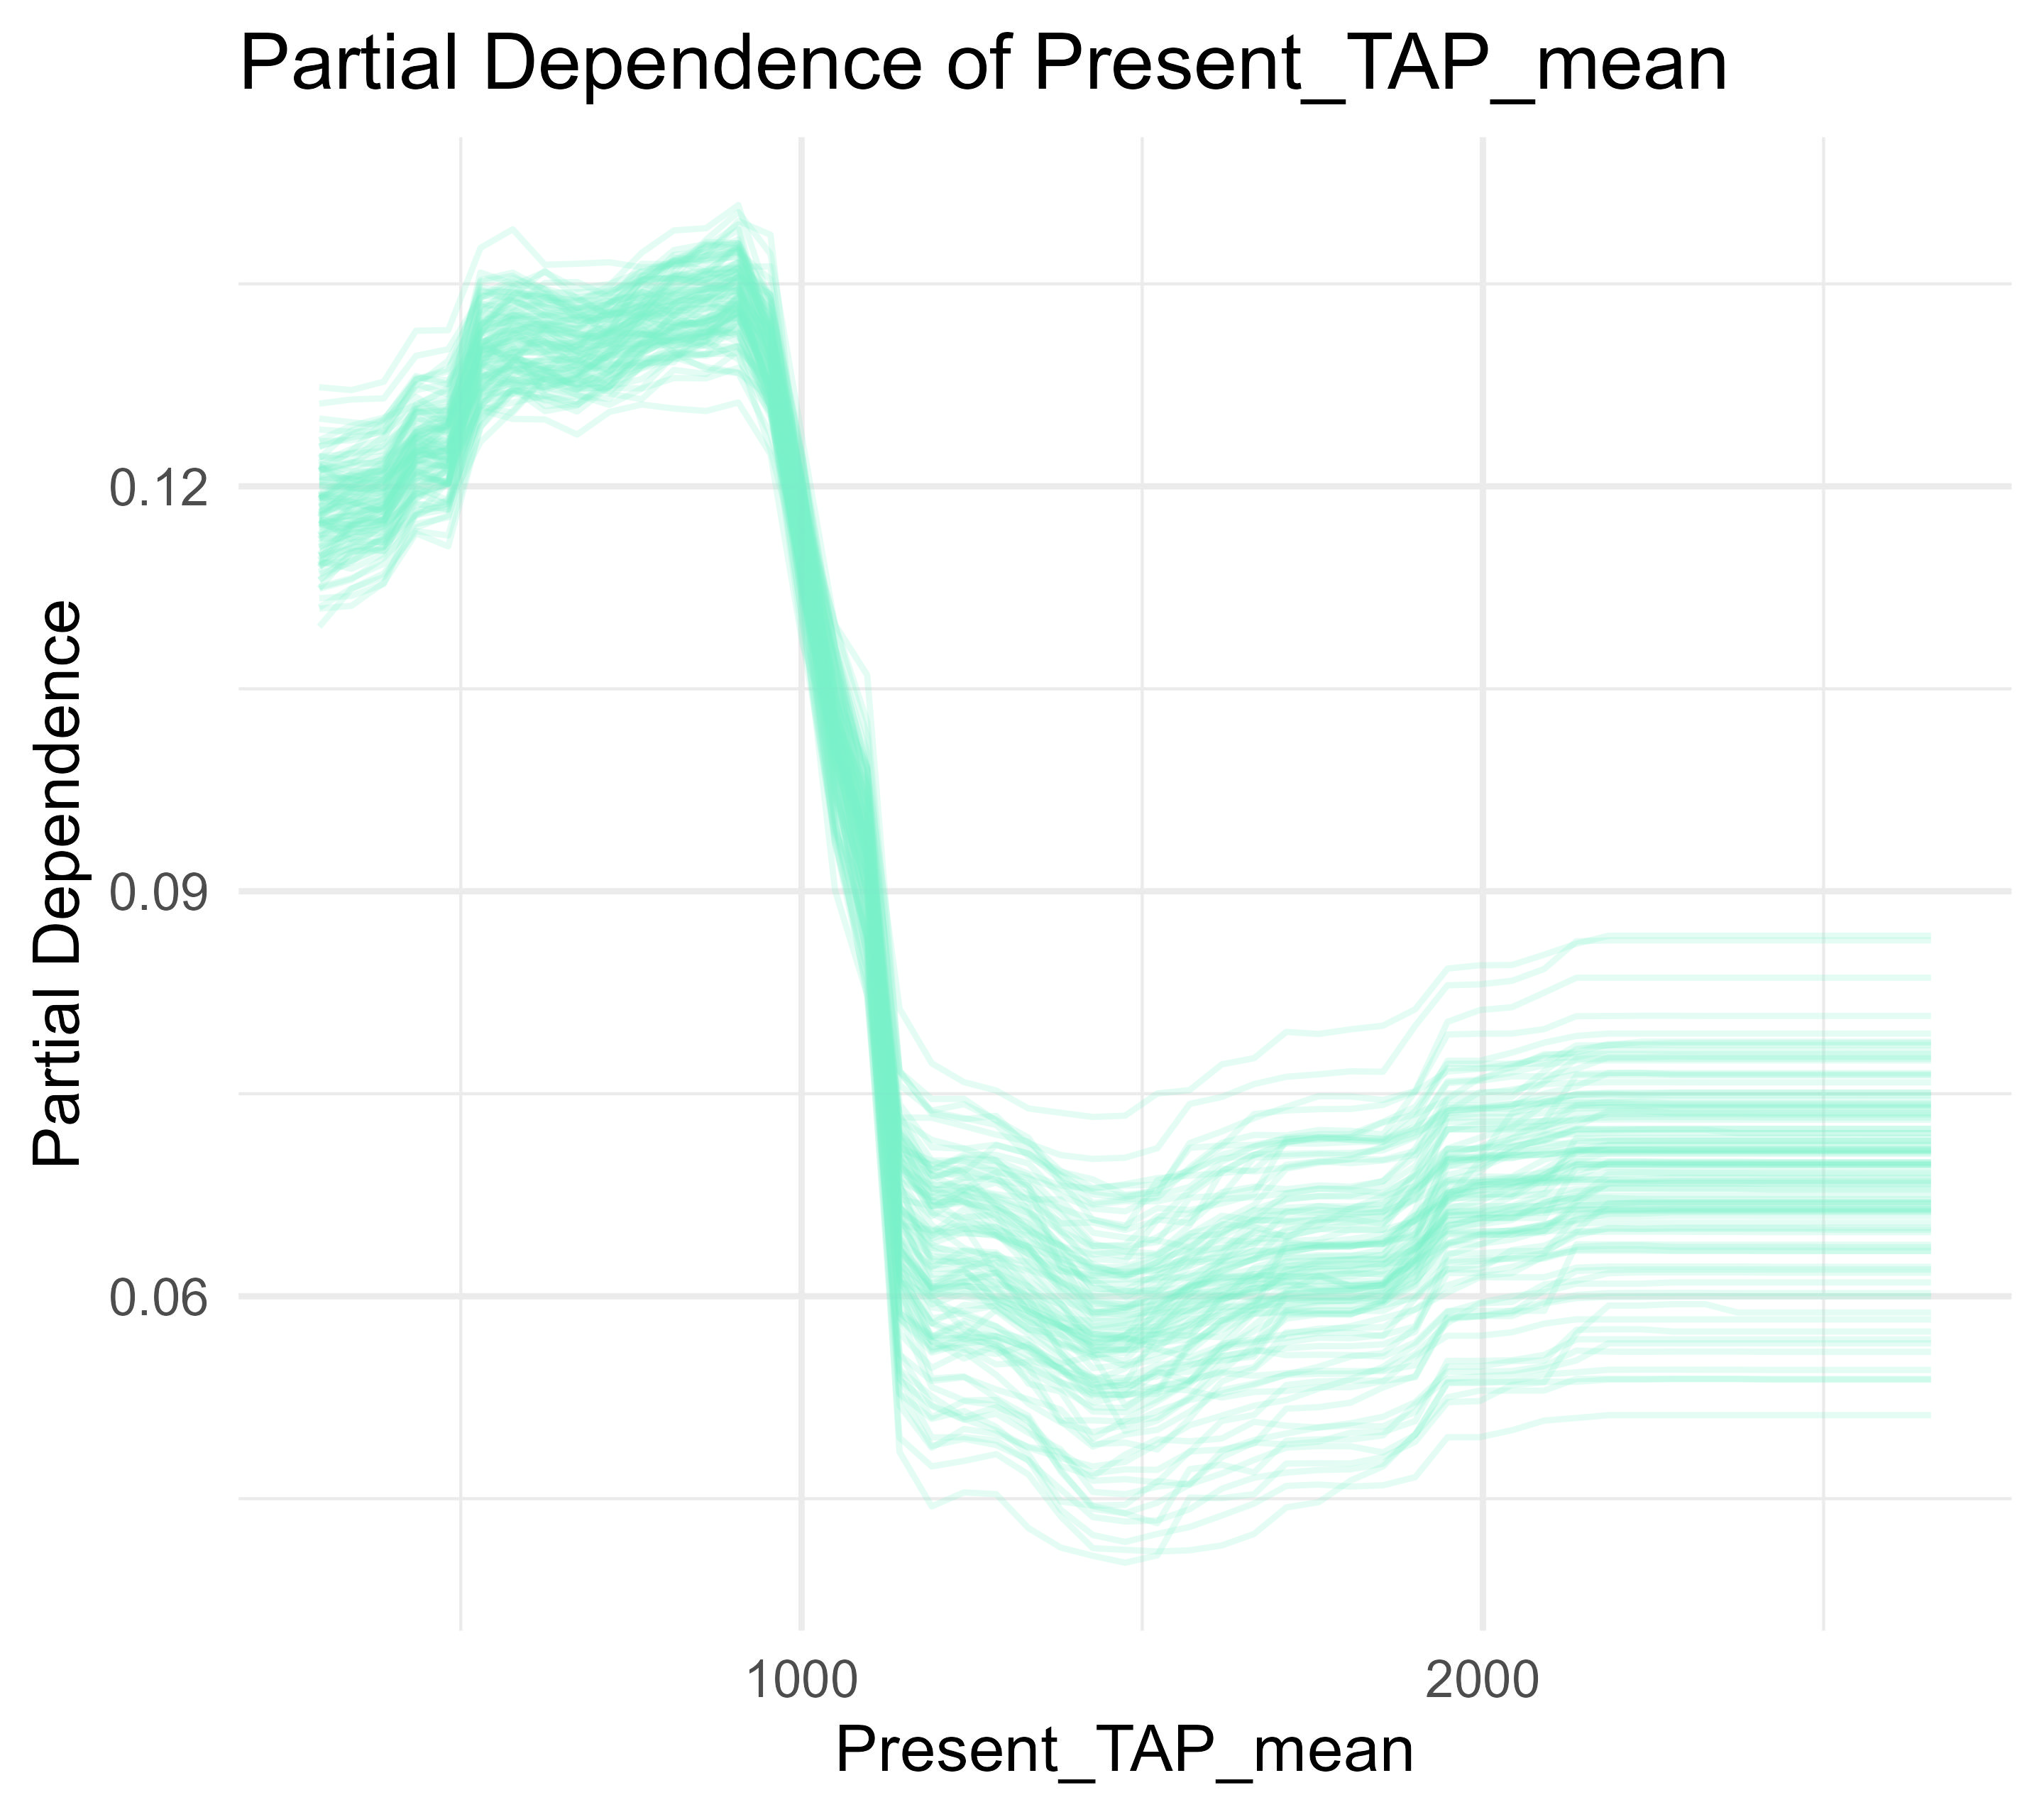 Partial Dependence of Present_TAP_mean
Partial Dependence
0.12
0.09
0.06
1000
2000
Present_TAP_mean